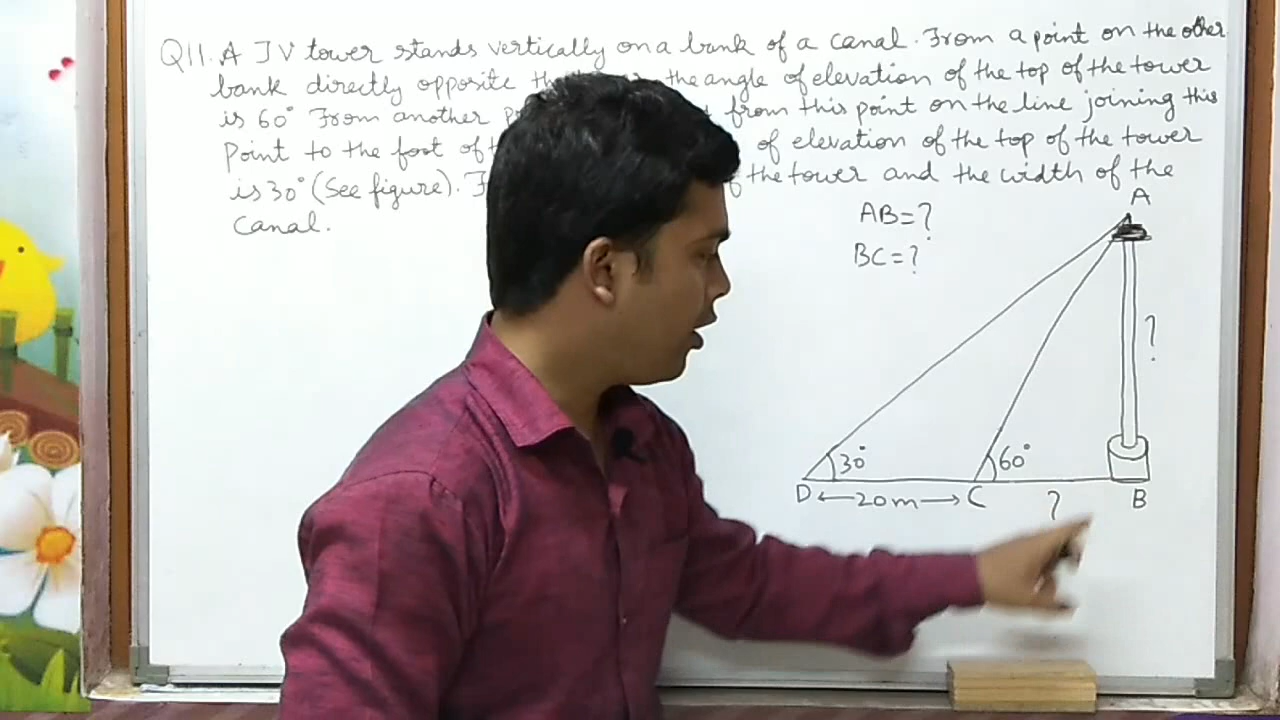 Q11. A TV tower stands vertically on a bank of a canal. From a point on the other
bank directly opposite the angle of elevation of the top of the tower
is 60° From another from this point on the line joining this
point to the foot of of elevation of the top of the tower
is 30° (See figure). the tower and the width of the
canal.
A
AB=?
BC=?
?
30°
60°
D ←20m→ C ? B